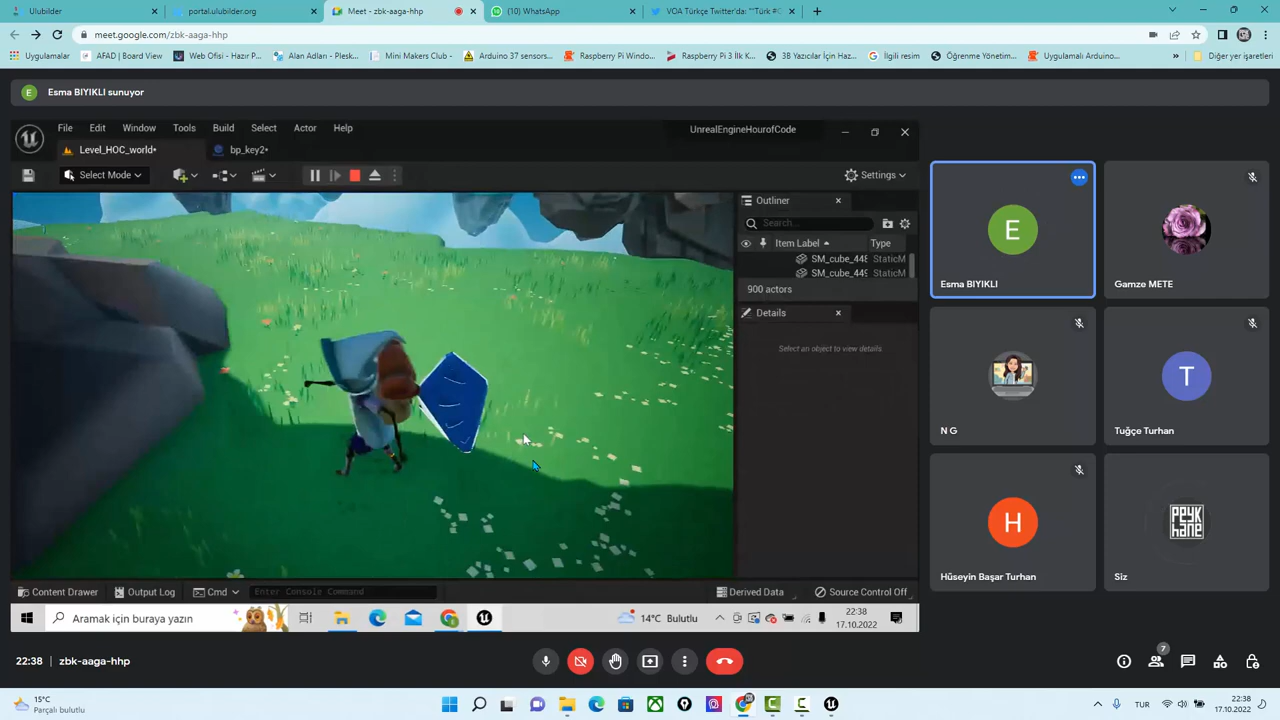 Ulubilder
portal.ulubilder.org
Meet - zbk-aaga-hhp
(10) WhatsApp
VOA Türkçe Twitter'da: ""Türk #C
meet.google.com/zbk-aaga-hhp
Uygulamalar
AFAD | Board View
Web Ofisi - Hazir P...
Alan Adları - Plesk...
Mini Makers Club -
Arduino 37 sensors...
Raspberry Pi Windo...
Raspberry Pi 3 İlk K...
3B Yazıcılar İçin Haz...
İlgili resim
Öğrenme Yönetim...
Uygulamalı Arduino...
»
Diğer yer işaretleri
E
Esma BIYIKLI sunuyor
File Edit Window Tools Build Select Actor Help
UnrealEngineHourofCode
Level_HOC_world•
bp_key2•
Select Mode
Settings
Outliner
Search...
Item Label
Type
SM_cube_448 StaticM
SM_cube_449 StaticM
900 actors
Details
Select an object to view details
E
Esma BIYIKLI
Gamze METE
N G
T
Tuğçe Turhan
H
Hüseyin Başar Turhan
Siz
Content Drawer
Output Log
Cmd
Enter Console Command
Derived Data
Source Control Off
Aramak için buraya yazın
14°C Bulutlu
22:38
17.10.2022
22:38
zbk-aaga-hhp
7
15°C
Parçalı bulutlu
TUR
22:38
17.10.2022